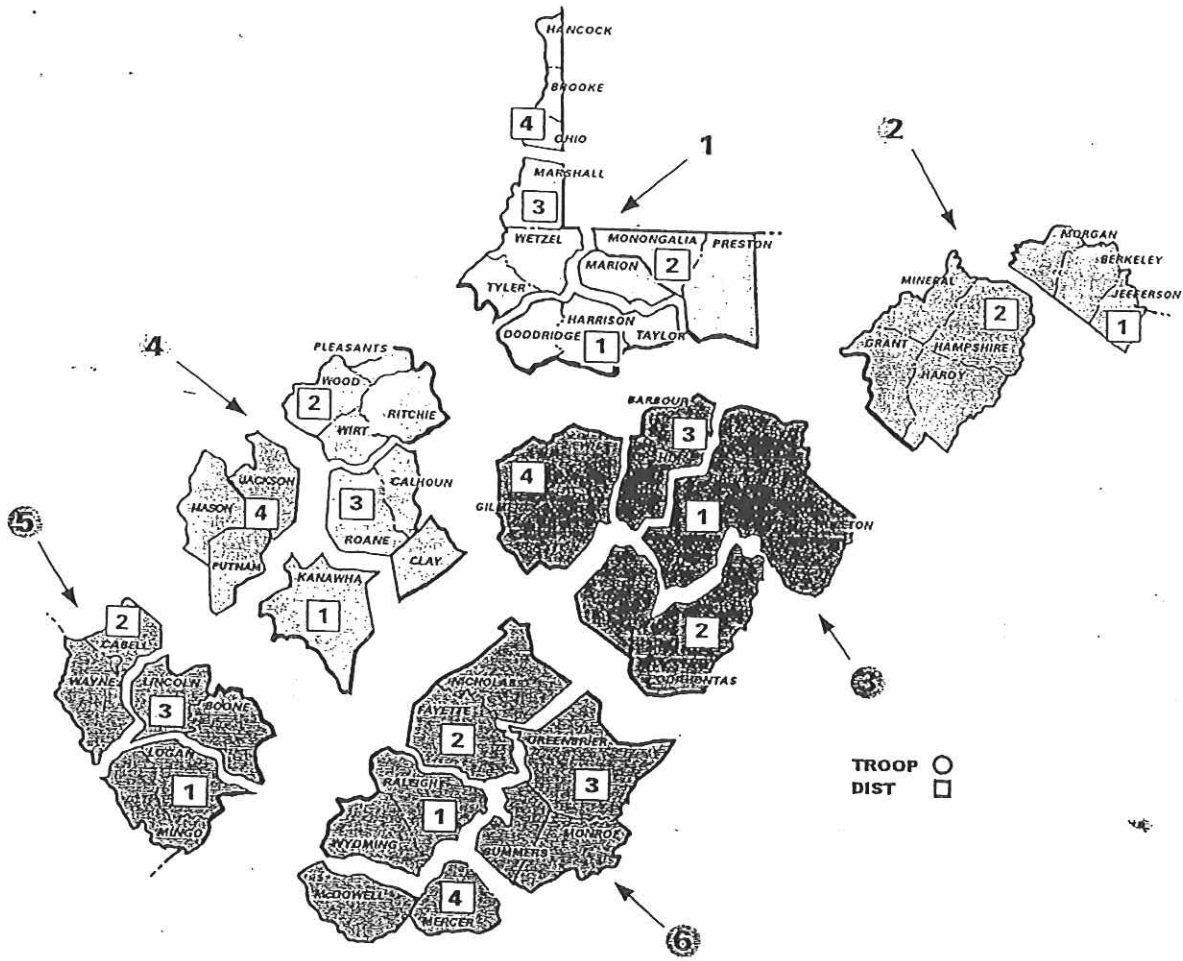 HANCOCK
BROOKE
4
OHIO
MARSHALL
3
1
WETZEL
MONONGALIA
PRESTON
MARION
2
TYLER
HARRISON
DODDRIDGE
TAYLOR
1
2
MORGAN
BERKELEY
JEFFERSON
1
MINERAL
2
GRANT
HAMPSHIRE
HARDY
4
PLEASANTS
WOOD
2
RITCHIE
WIRT
JACKSON
MASON
4
PUTNAM
CALHOUN
3
ROANE
CLAY
KANAWHA
1
BARBOUR
3
4
1
2
POCAHONTAS
5
2
CABELL
WAYNE
LINCOLN
3
BOONE
LOGAN
1
MINGO
NICHOLAS
FAYETTE
2
GREENBRIER
3
RALEIGH
1
WYOMING
MONROE
SUMMERS
McDOWELL
4
MERCER
6
TROOP
DIST